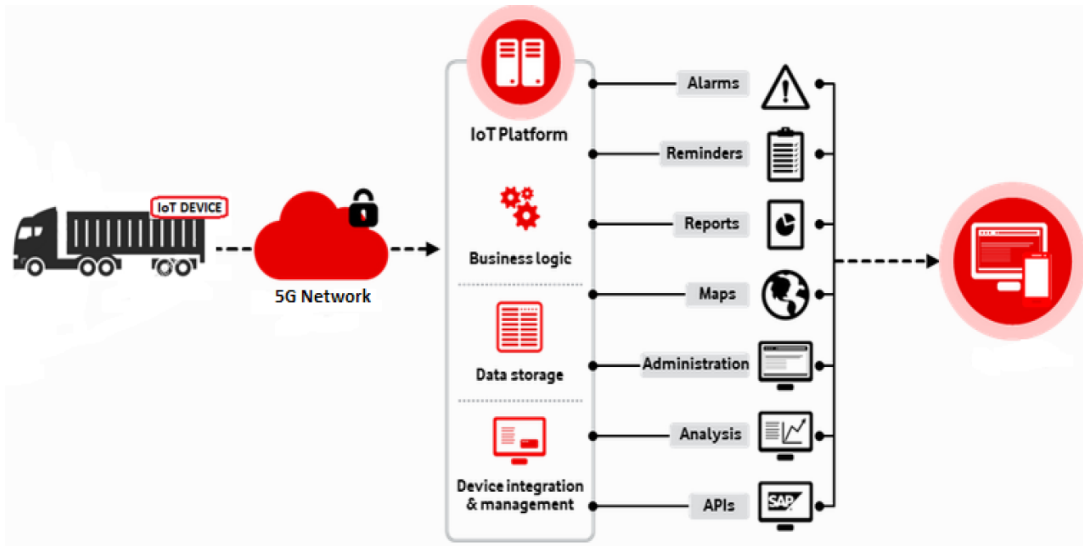 IoT Platform
Business logic
Data storage
Device integration
& management
IoT DEVICE
5G Network
Alarms
Reminders
Reports
Maps
Administration
Analysis
APIs
SAP